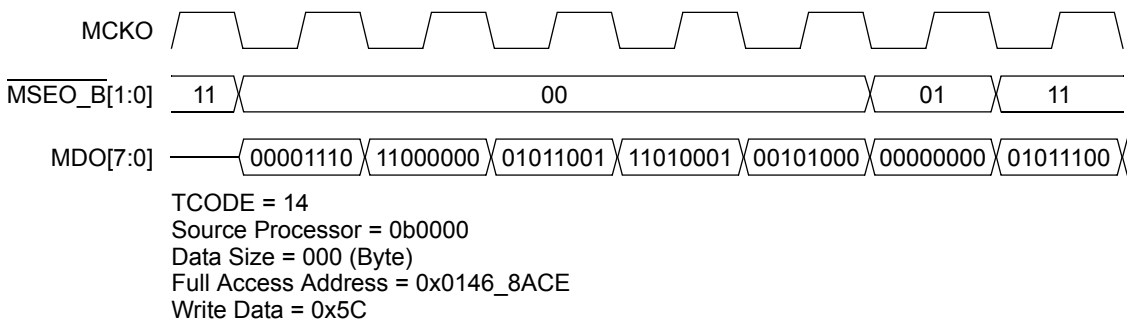 MCKO
MSEO_B[1:0] 11 00 01 11
MDO[7:0] 00001110 11000000 01011001 11010001 00101000 00000000 01011100
TCODE = 14
Source Processor = 0b0000
Data Size = 000 (Byte)
Full Access Address = 0x0146_8ACE
Write Data = 0x5C